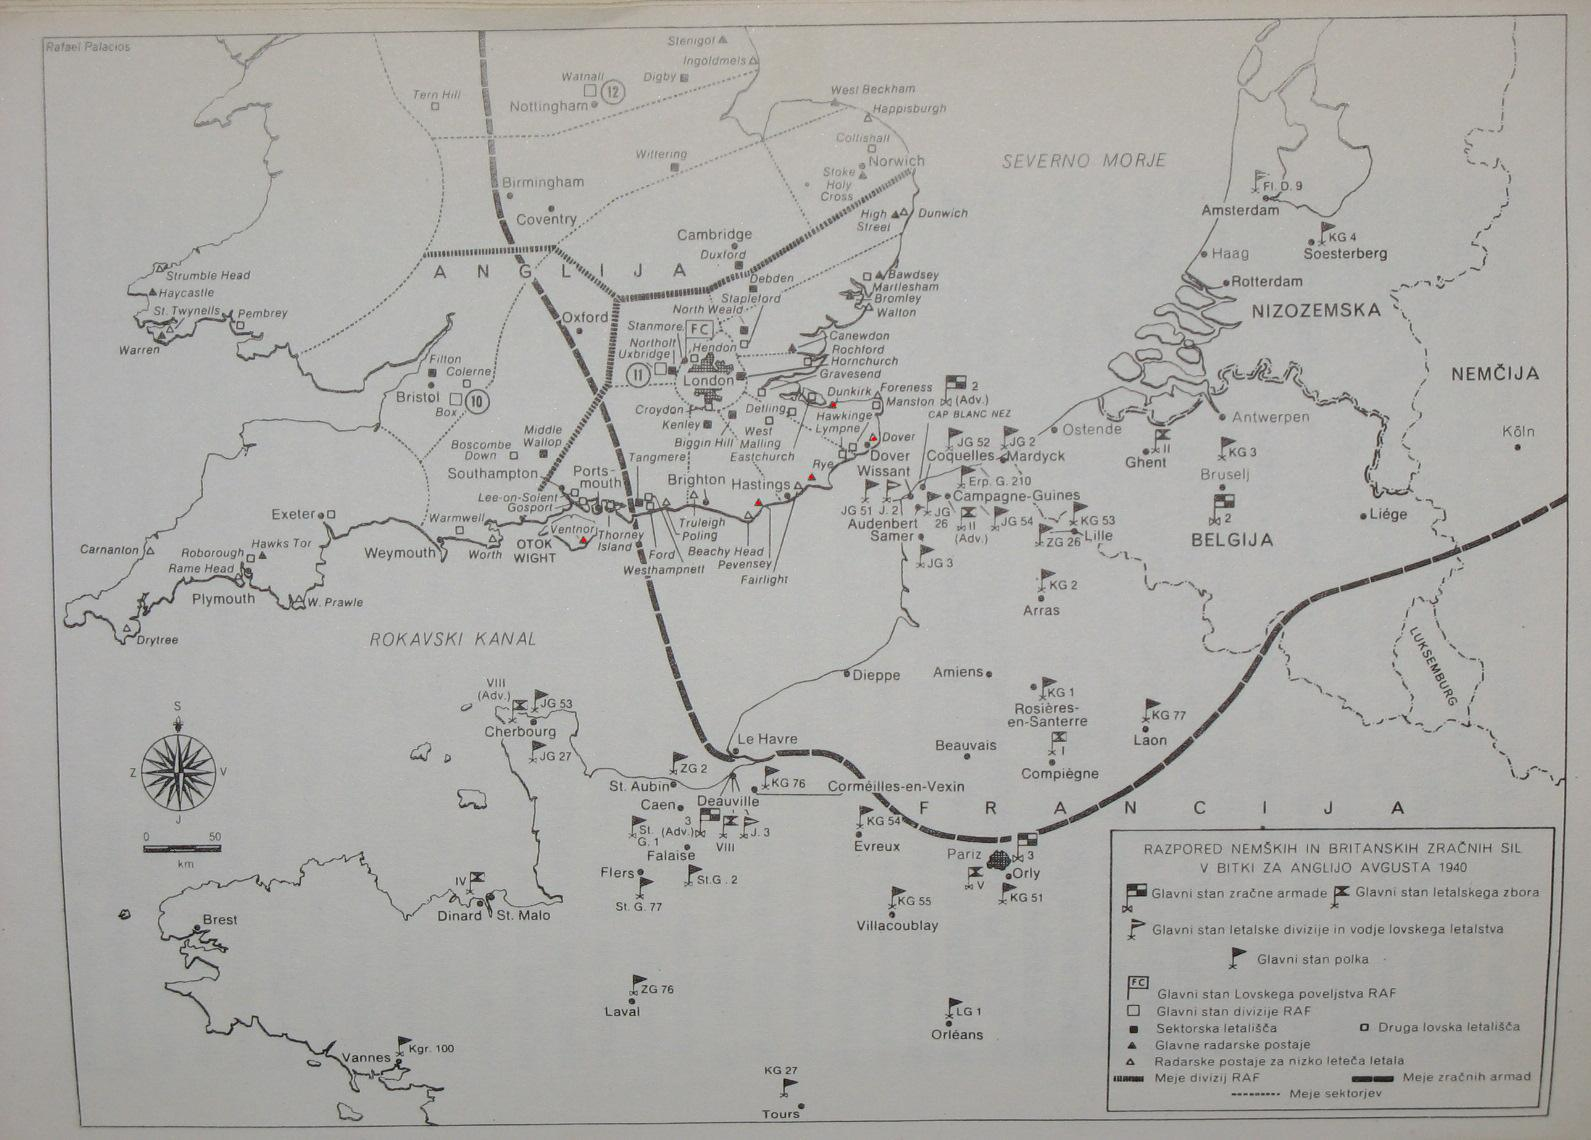 Rafael Palacios
Stenigot
Ingoldmels
Watnall
12
Digby
Nottingham
Tern Hill
West Beckham
Happisburgh
Coltishall
Norwich
Wittering
Stoke
Holy
Cross
SEVERNO MORJE
Birmingham
Coventry
High
Street
Dunwich
Fl. D. 9
Amsterdam
KG 4
Soesterberg
Haag
Rotterdam
NIZOZEMSKA
Cambridge
Duxford
ANGLIJA
Debden
Bawdsey
Martlesham
Bromley
Walton
Strumble Head
Haycastle
St. Twynells
Pembrey
Warren
Stapleford
North Weald
Oxford
Stanmore
FC
Northolt
Uxbridge
Hendon
11
London
Canewdon
Rochford
Hornchurch
Gravesend
NEMČIJA
Filton
Colerne
Bristol
Box
10
Dunkirk
Foreness
Manston
2
(Adv.)
CAP BLANC NEZ
Croydon
Kenley
Detling
Hawkinge
Lympne
Biggin Hill
West
Malling
Eastchurch
Dover
Dover
Rye
Antwerpen
Ostende
Köln
Middle
Wallop
Boscombe
Down
Southampton
Tangmere
Ports-
mouth
Brighton
Hastings
Wissant
JG 52
Coquelles
JG 2
Mardyck
II
Ghent
KG 3
Bruselj
Erp. G. 210
Campagne-Guines
Lee-on-Solent
Gosport
JG 51
J. 2
JG
26
II
(Adv.)
JG 54
KG 53
Lille
ZG 26
Audenbert
Samer
JG 3
2
BELGIJA
Liége
Exeter
Warmwell
Weymouth
Worth
OTOK
WIGHT
Ventnor
Thorney
Island
Truleigh
Poling
Ford
Westhampnett
Beachy Head
Pevensey
Fairlight
Carnanton
Roborough
Hawks Tor
Rame Head
Plymouth
W. Prawle
Drytree
KG 2
Arras
ROKAVSKI KANAL
LUKSEMBURG
Dieppe
Amiens
KG 1
Rosières-
en-Santerre
KG 77
Laon
VIII
(Adv.)
JG 53
Cherbourg
JG 27
Le Havre
Beauvais
I
Compiègne
S
Z
V
J
0
50
km
ZG 2
St. Aubin
KG 76
Corméilles-en-Vexin
Caen
Deauville
St.
G. 1
3
(Adv.)
VIII
J. 3
Falaise
KG 54
Evreux
FRANCIJA
Pariz
3
Orly
V
KG 51
Flers
St.G. 2
St. G. 77
IV
Dinard
St. Malo
KG 55
Villacoublay
Brest
ZG 76
Laval
LG 1
Orléans
Vannes
Kgr. 100
KG 27
Tours
RAZPORED NEMŠKIH IN BRITANSKIH ZRAČNIH SIL
V BITKI ZA ANGLIJO AVGUSTA 1940
Glavni stan zračne armade
Glavni stan letalskega zbora
Glavni stan letalske divizije in vodje lovskega letalstva
Glavni stan polka
FC
Glavni stan Lovskega poveljstva RAF
Glavni stan divizije RAF
Sektorska letališča
Druga lovska letališča
Glavne radarske postaje
Radarske postaje za nizko leteča letala
Meje divizij RAF
Meje zračnih armad
Meje sektorjev